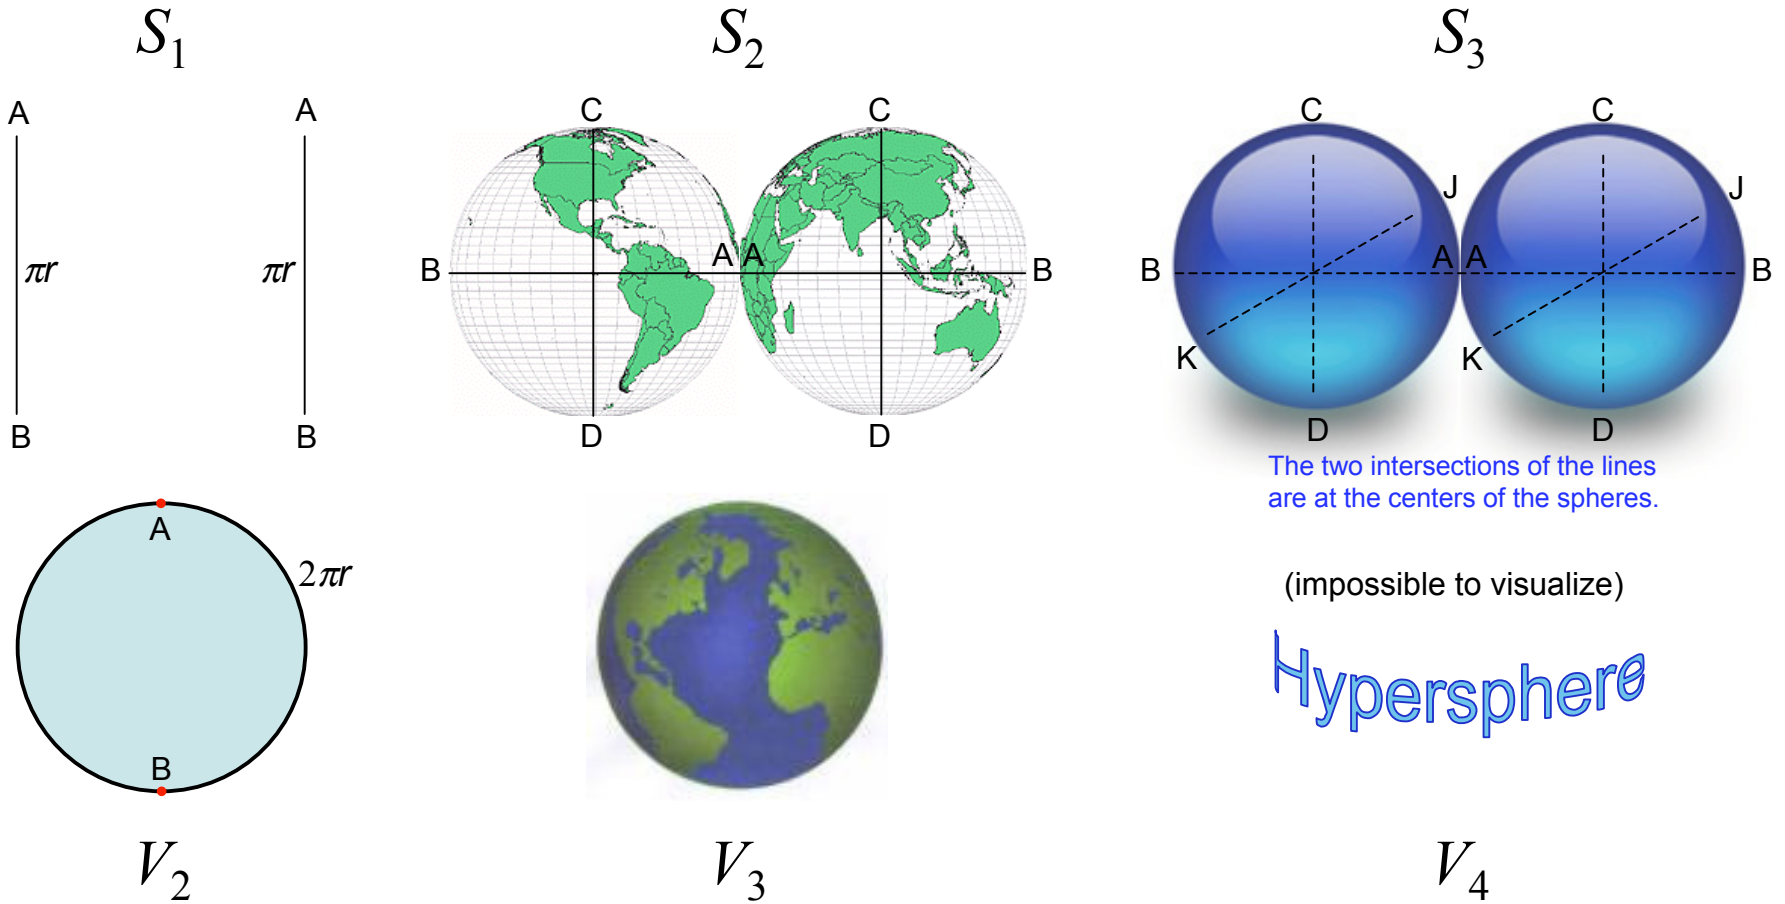 S₁
S₂
S₃
A
A
πr
πr
B
B
C
C
B
A
A
B
D
D
C
C
J
J
B
A
A
B
K
K
D
D
The two intersections of the lines
are at the centers of the spheres.
A
2πr
B
(impossible to visualize)
Hypersphere
V₂
V₃
V₄